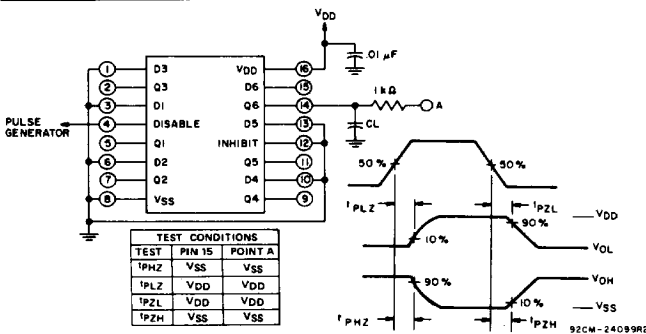 VDD
.01 µF
1 D3 VDD 16
2 Q3 D6 15
3 D1 Q6 14
4 DISABLE D5 13
5 Q1 INHIBIT 12
6 D2 Q5 11
7 Q2 D4 10
8 VSS Q4 9
PULSE
GENERATOR
1 kΩ
A
CL
50% 50%
tPLZ tPZL
10% 90%
VDD
VOL
90% 10%
VOH
VSS
tPHZ tPZH
TEST CONDITIONS
TEST PIN 15 POINT A
tPHZ VSS VSS
tPLZ VDD VDD
tPZL VDD VDD
tPZH VSS VSS
92CM-24099R2